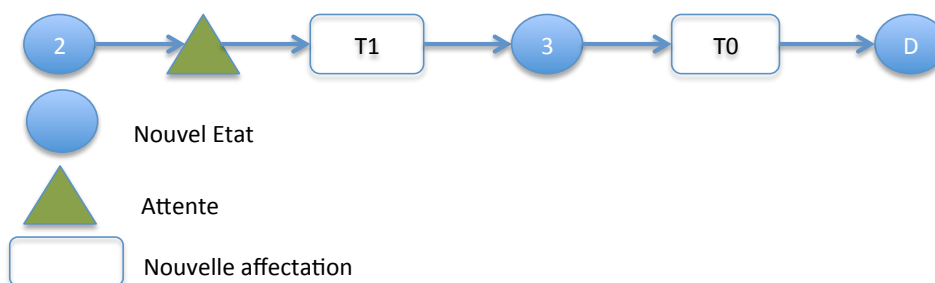 2 T1 3 T0 D
Nouvel Etat
Attente
Nouvelle affectation